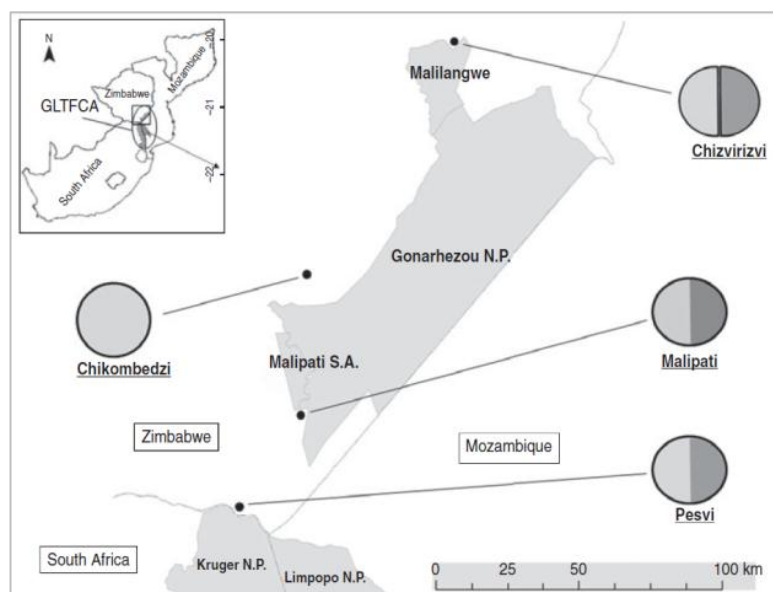 N
Zimbabwe
Mozambique
GLTFCA
South Africa
–20
–21
–22
Malilangwe
Chizvirizvi
Gonarhezou N.P.
Chikombedzi
Malipati S.A.
Malipati
Zimbabwe
Mozambique
Pesvi
South Africa
Kruger N.P.
Limpopo N.P.
0 25 50 100 km